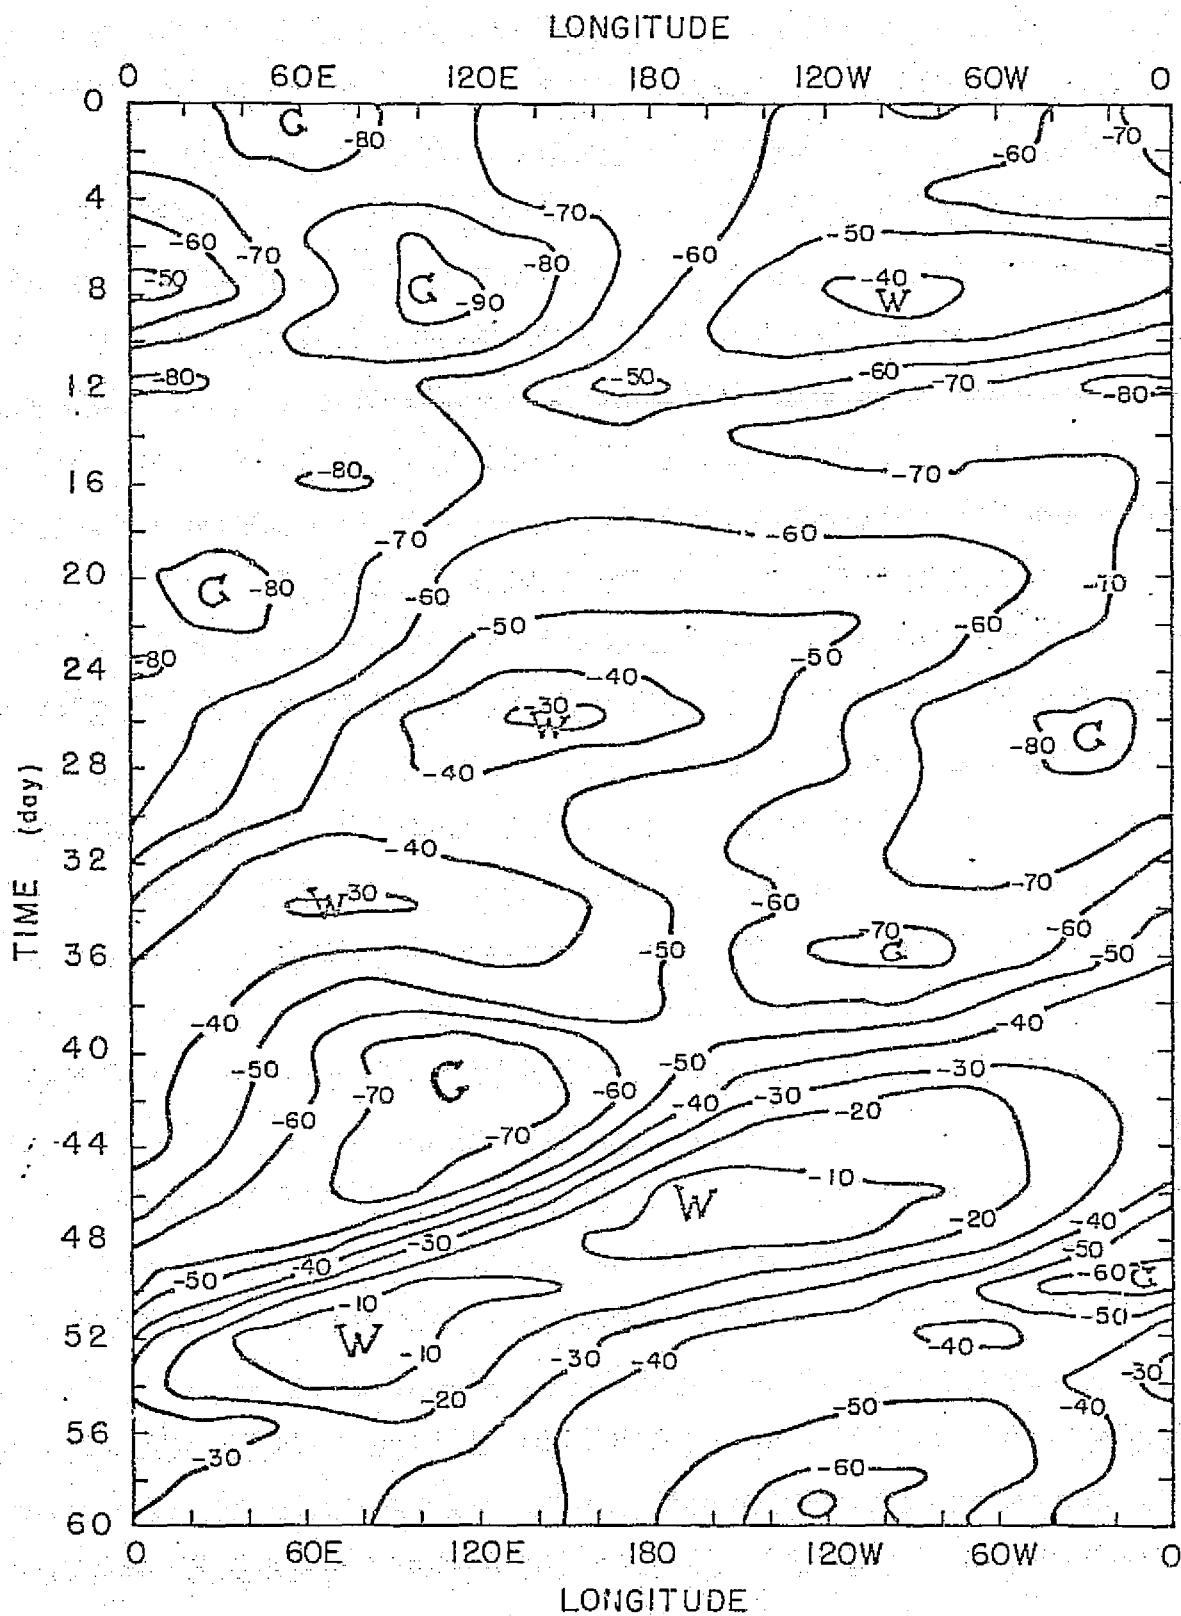 LONGITUDE
0 60E 120E 180 120W 60W 0
0
C -80 -70
-60
4
-70
-60 -50
-70 -60
-80
-50 -40
8 C W
-90
-60
12 -80 -50 -70 -80
-80 -70
16
-70 -60
20 -80 -70
C -60
-50 -60
-80 -50
24 -40
-30
W C
-80
28 -40
-40
32
-70
W 30
-60
-70 -60
36 -50 C -50
-40 -40
40
-50 -50 -30
C -60 -30
-70 -40 -20
-60
44 -70
-10
W
-20 -40
48 -30 -50
-40
-50 -60 C
-10 -50
52 W -40
-10 -30 -40 -30
-20 -40
-50
56
-30 -60
60
0 60E 120E 180 120W 60W 0
LONGITUDE
TIME (day)